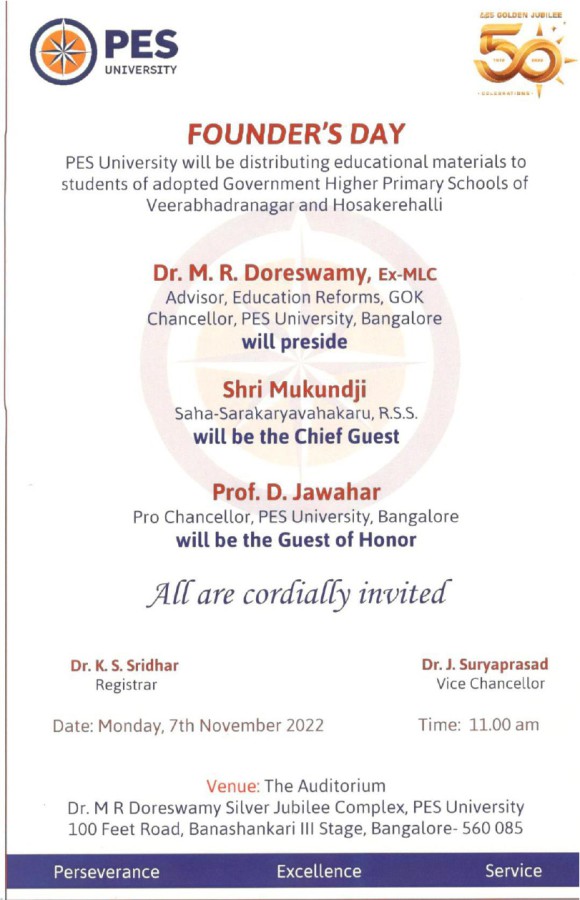 PES
UNIVERSITY
GOLDEN JUBILEE
50
CELEBRATIONS
FOUNDER'S DAY
PES University will be distributing educational materials to
students of adopted Government Higher Primary Schools of
Veerabhadranagar and Hosakerehalli
Dr. M. R. Doreswamy, Ex-MLC
Advisor, Education Reforms, GOK
Chancellor, PES University, Bangalore
will preside
Shri Mukundji
Saha-Sarakaryavahakaru, R.S.S.
will be the Chief Guest
Prof. D. Jawahar
Pro Chancellor, PES University, Bangalore
will be the Guest of Honor
All are cordially invited
Dr. K. S. Sridhar
Registrar
Dr. J. Suryaprasad
Vice Chancellor
Date: Monday, 7th November 2022
Time: 11.00 am
Venue: The Auditorium
Dr. M R Doreswamy Silver Jubilee Complex, PES University
100 Feet Road, Banashankari III Stage, Bangalore- 560 085
Perseverance Excellence Service